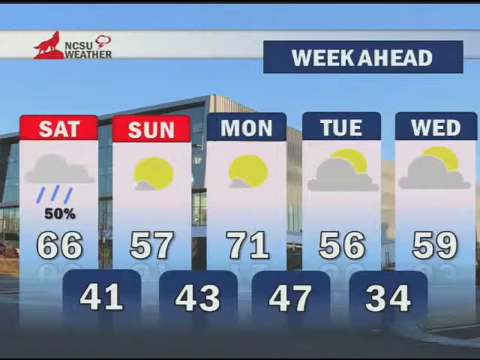 NCSU
WEATHER
WEEK AHEAD
SAT SUN MON TUE WED
50%
66 57 71 56 59
41 43 47 34